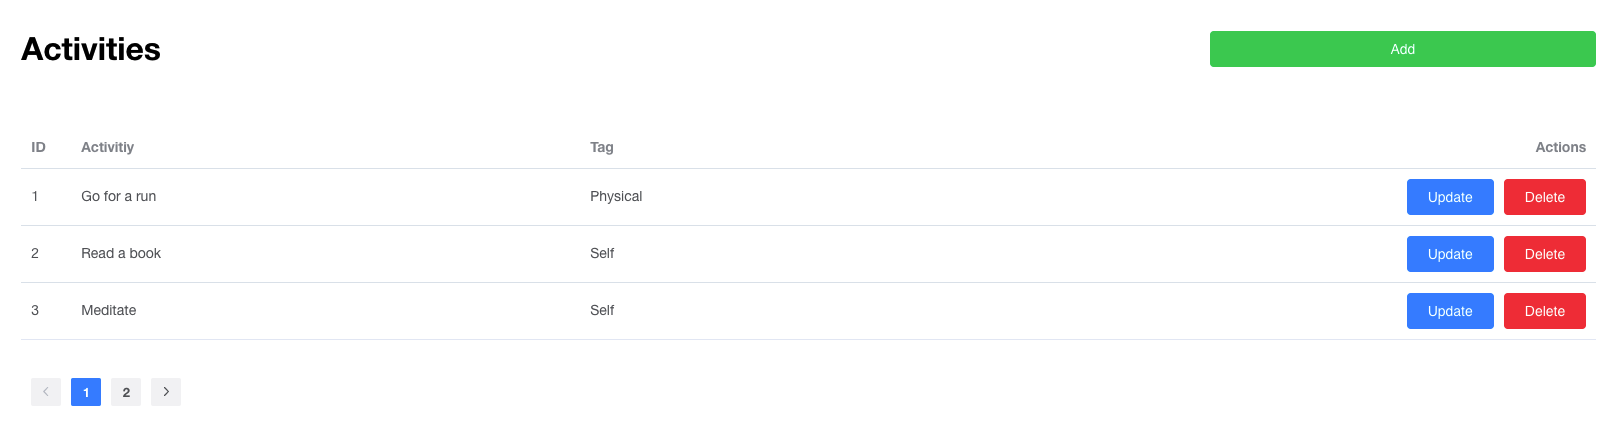 Activities
Add
ID Activitiy Tag Actions
1 Go for a run Physical Update Delete
2 Read a book Self Update Delete
3 Meditate Self Update Delete
1 2